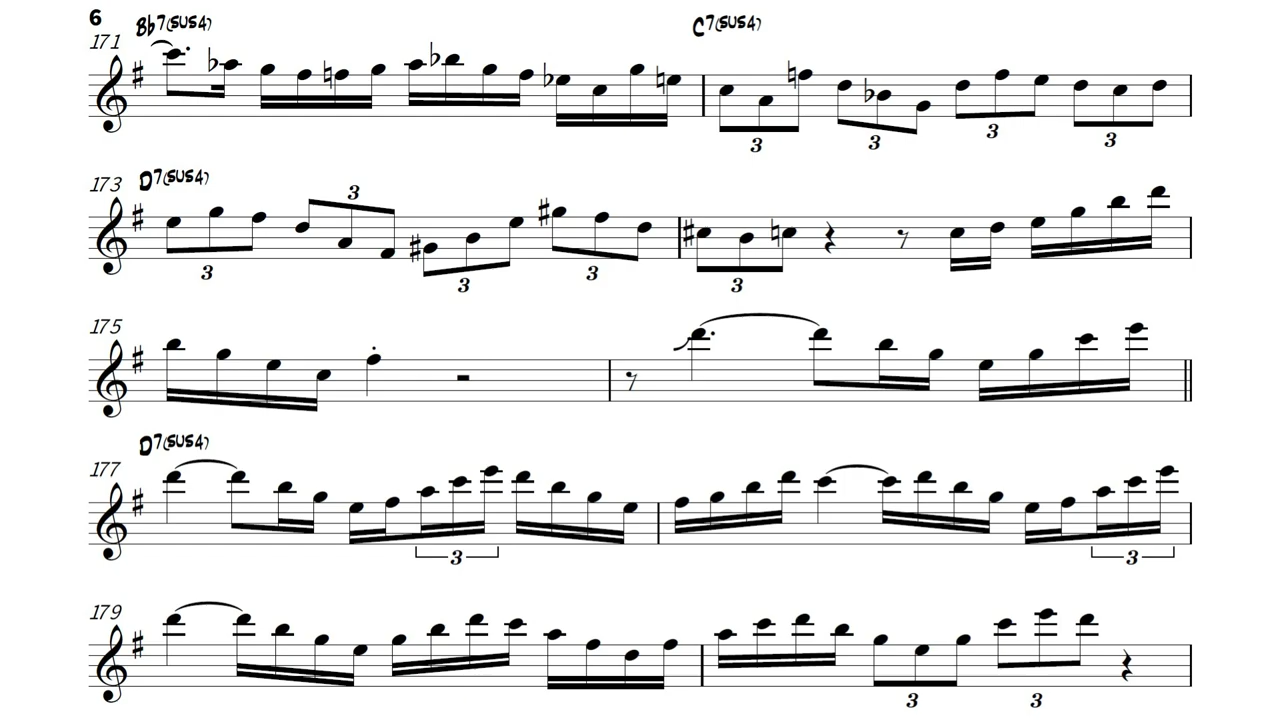 6
Bb7(SUS4) C7(SUS4)
171
3 3 3 3
D7(SUS4)
173
3
3 3 3 3
175
D7(SUS4)
177
3 3
179
3 3